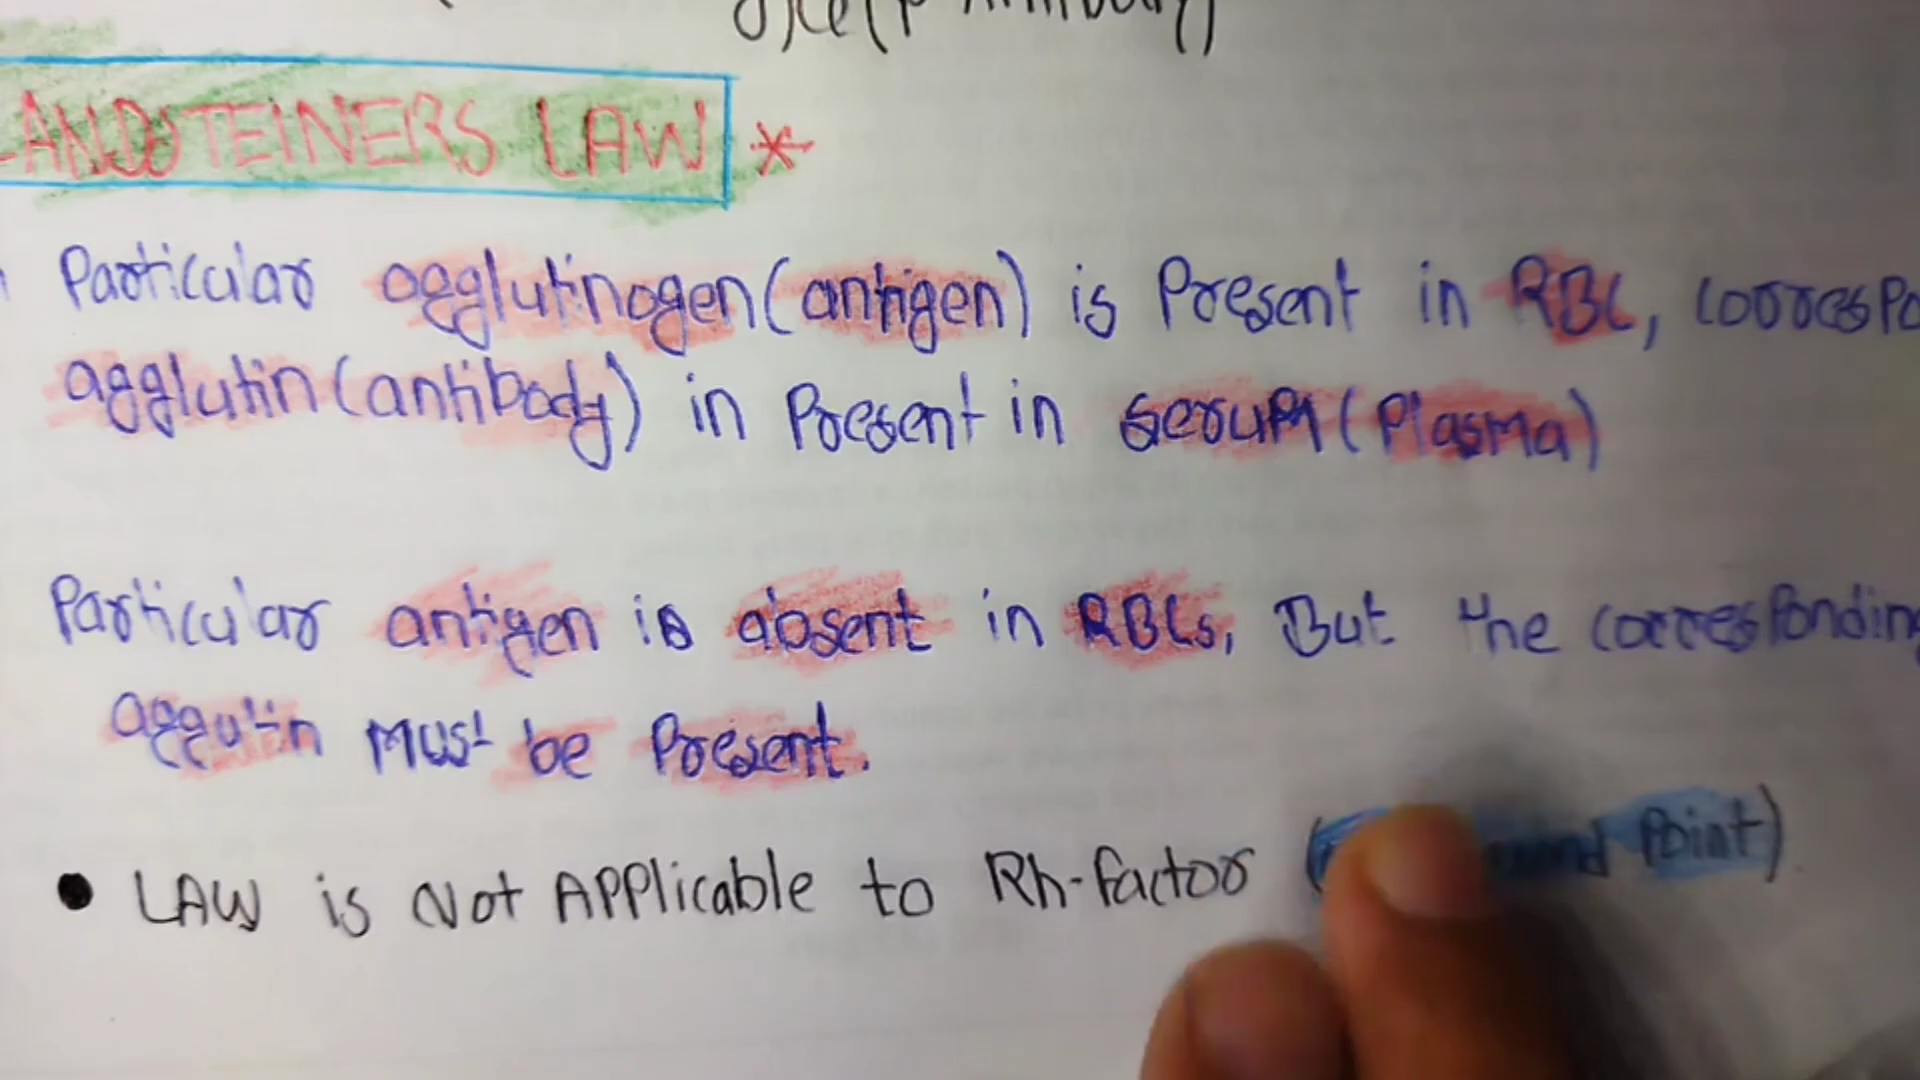 LANDSTEINERS LAW *
Particular agglutinogen (antigen) is Present in RBC, correspo
agglutin (antibody) in Present in serum (Plasma)
Particular antigen is absent in RBCs, But the corresponding
aggutin Must be Present.
• LAW is Not APPlicable to Rh-factor ( Point)